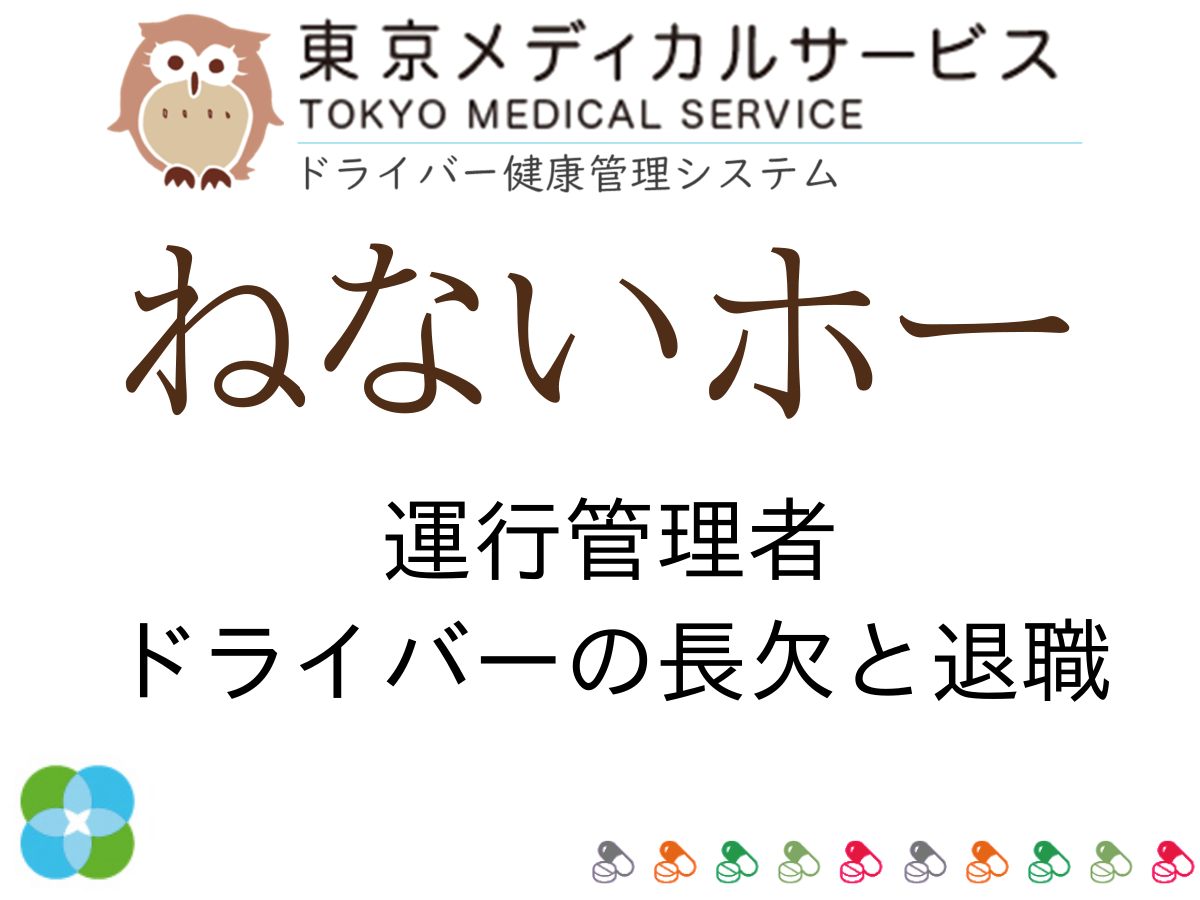 東京メディカルサービス
TOKYO MEDICAL SERVICE
ドライバー健康管理システム
ねないホー
運行管理者
ドライバーの長欠と退職